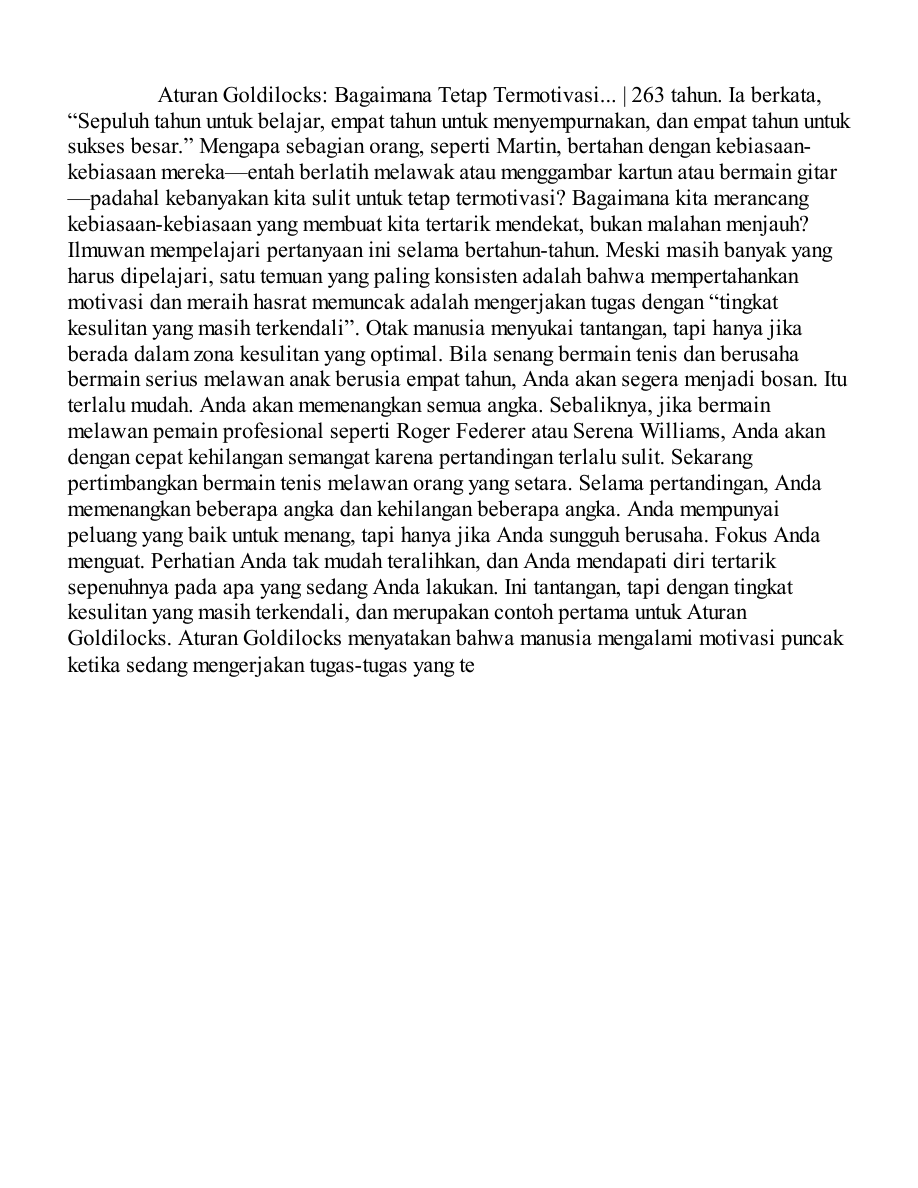 Aturan Goldilocks: Bagaimana Tetap Termotivasi... | 263 tahun. Ia berkata,
“Sepuluh tahun untuk belajar, empat tahun untuk menyempurnakan, dan empat tahun untuk
sukses besar.” Mengapa sebagian orang, seperti Martin, bertahan dengan kebiasaan-
kebiasaan mereka—entah berlatih melawak atau menggambar kartun atau bermain gitar
—padahal kebanyakan kita sulit untuk tetap termotivasi? Bagaimana kita merancang
kebiasaan-kebiasaan yang membuat kita tertarik mendekat, bukan malahan menjauh?
Ilmuwan mempelajari pertanyaan ini selama bertahun-tahun. Meski masih banyak yang
harus dipelajari, satu temuan yang paling konsisten adalah bahwa mempertahankan
motivasi dan meraih hasrat memuncak adalah mengerjakan tugas dengan “tingkat
kesulitan yang masih terkendali”. Otak manusia menyukai tantangan, tapi hanya jika
berada dalam zona kesulitan yang optimal. Bila senang bermain tenis dan berusaha
bermain serius melawan anak berusia empat tahun, Anda akan segera menjadi bosan. Itu
terlalu mudah. Anda akan memenangkan semua angka. Sebaliknya, jika bermain
melawan pemain profesional seperti Roger Federer atau Serena Williams, Anda akan
dengan cepat kehilangan semangat karena pertandingan terlalu sulit. Sekarang
pertimbangkan bermain tenis melawan orang yang setara. Selama pertandingan, Anda
memenangkan beberapa angka dan kehilangan beberapa angka. Anda mempunyai
peluang yang baik untuk menang, tapi hanya jika Anda sungguh berusaha. Fokus Anda
menguat. Perhatian Anda tak mudah teralihkan, dan Anda mendapati diri tertarik
sepenuhnya pada apa yang sedang Anda lakukan. Ini tantangan, tapi dengan tingkat
kesulitan yang masih terkendali, dan merupakan contoh pertama untuk Aturan
Goldilocks. Aturan Goldilocks menyatakan bahwa manusia mengalami motivasi puncak
ketika sedang mengerjakan tugas-tugas yang te